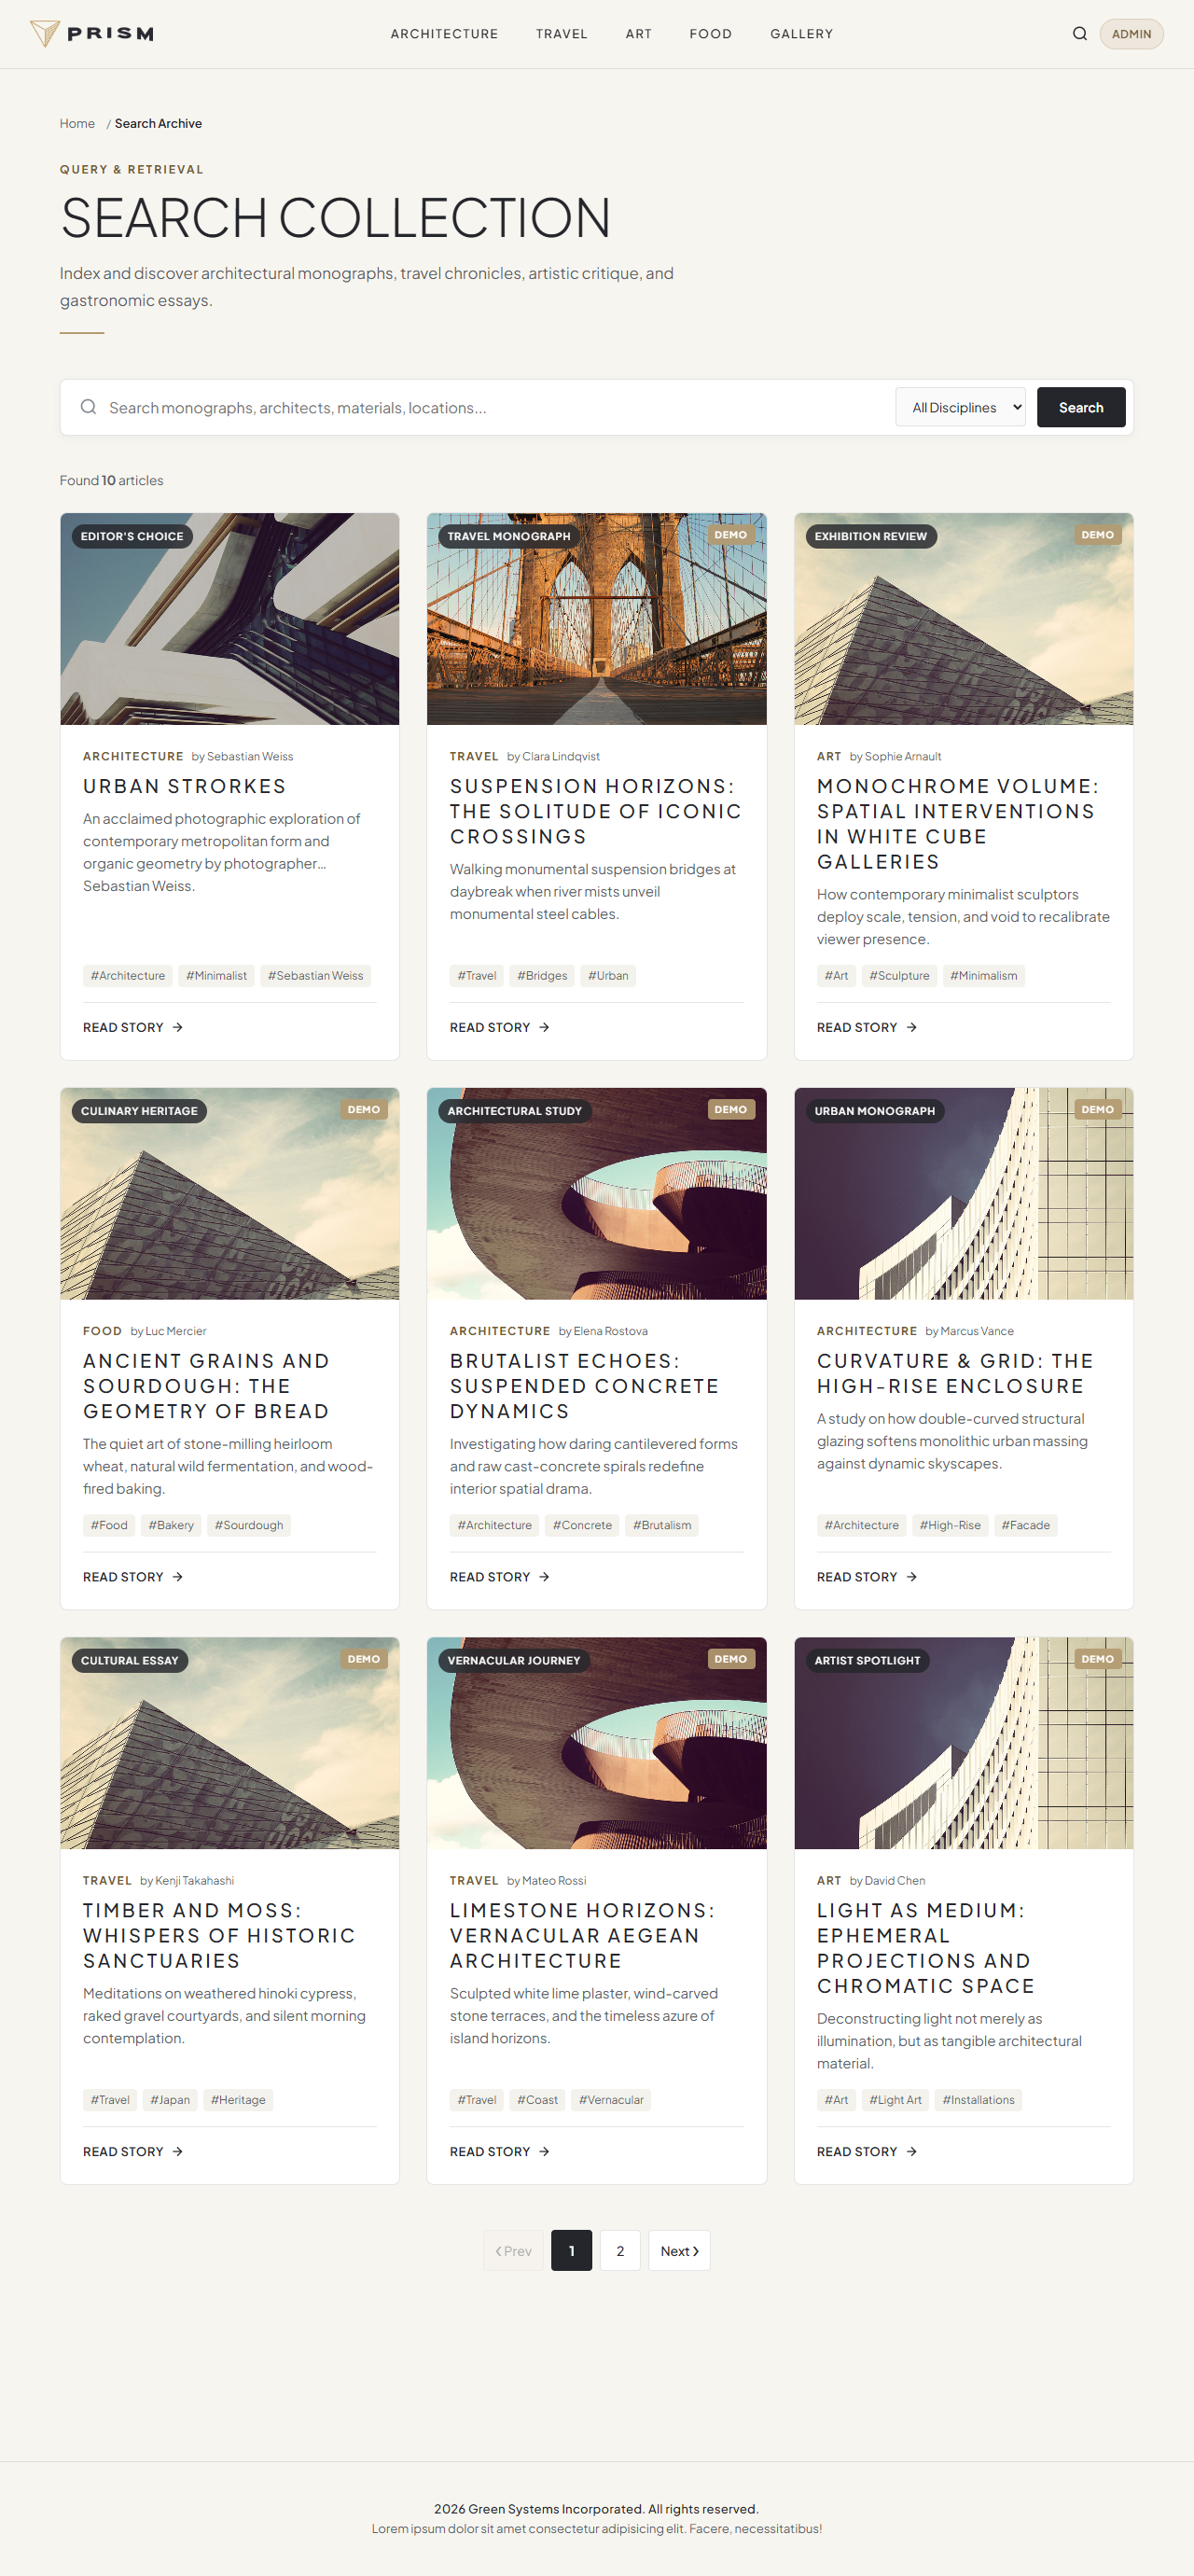 PRISM
ARCHITECTURE TRAVEL ART FOOD GALLERY
ADMIN
Home / Search Archive
QUERY & RETRIEVAL
SEARCH COLLECTION
Index and discover architectural monographs, travel chronicles, artistic critique, and
gastronomic essays.
Search monographs, architects, materials, locations...
All Disciplines
Search
Found 10 articles
EDITOR'S CHOICE
ARCHITECTURE by Sebastian Weiss
URBAN STRORKES
An acclaimed photographic exploration of
contemporary metropolitan form and
organic geometry by photographer...
Sebastian Weiss.
#Architecture #Minimalist #Sebastian Weiss
READ STORY →
TRAVEL MONOGRAPH
DEMO
TRAVEL by Clara Lindqvist
SUSPENSION HORIZONS:
THE SOLITUDE OF ICONIC
CROSSINGS
Walking monumental suspension bridges at
daybreak when river mists unveil
monumental steel cables.
#Travel #Bridges #Urban
READ STORY →
EXHIBITION REVIEW
DEMO
ART by Sophie Arnault
MONOCHROME VOLUME:
SPATIAL INTERVENTIONS
IN WHITE CUBE
GALLERIES
How contemporary minimalist sculptors
deploy scale, tension, and void to recalibrate
viewer presence.
#Art #Sculpture #Minimalism
READ STORY →
CULINARY HERITAGE
DEMO
FOOD by Luc Mercier
ANCIENT GRAINS AND
SOURDOUGH: THE
GEOMETRY OF BREAD
The quiet art of stone-milling heirloom
wheat, natural wild fermentation, and wood-
fired baking.
#Food #Bakery #Sourdough
READ STORY →
ARCHITECTURAL STUDY
DEMO
ARCHITECTURE by Elena Rostova
BRUTALIST ECHOES:
SUSPENDED CONCRETE
DYNAMICS
Investigating how daring cantilevered forms
and raw cast-concrete spirals redefine
interior spatial drama.
#Architecture #Concrete #Brutalism
READ STORY →
URBAN MONOGRAPH
DEMO
ARCHITECTURE by Marcus Vance
CURVATURE & GRID: THE
HIGH-RISE ENCLOSURE
A study on how double-curved structural
glazing softens monolithic urban massing
against dynamic skyscapes.
#Architecture #High-Rise #Facade
READ STORY →
CULTURAL ESSAY
DEMO
TRAVEL by Kenji Takahashi
TIMBER AND MOSS:
WHISPERS OF HISTORIC
SANCTUARIES
Meditations on weathered hinoki cypress,
raked gravel courtyards, and silent morning
contemplation.
#Travel #Japan #Heritage
READ STORY →
VERNACULAR JOURNEY
DEMO
TRAVEL by Mateo Rossi
LIMESTONE HORIZONS:
VERNACULAR AEGEAN
ARCHITECTURE
Sculpted white lime plaster, wind-carved
stone terraces, and the timeless azure of
island horizons.
#Travel #Coast #Vernacular
READ STORY →
ARTIST SPOTLIGHT
DEMO
ART by David Chen
LIGHT AS MEDIUM:
EPHEMERAL
PROJECTIONS AND
CHROMATIC SPACE
Deconstructing light not merely as
illumination, but as tangible architectural
material.
#Art #Light Art #Installations
READ STORY →
‹ Prev 1 2 Next ›
2026 Green Systems Incorporated. All rights reserved.
Lorem ipsum dolor sit amet consectetur adipisicing elit. Facere, necessitatibus!